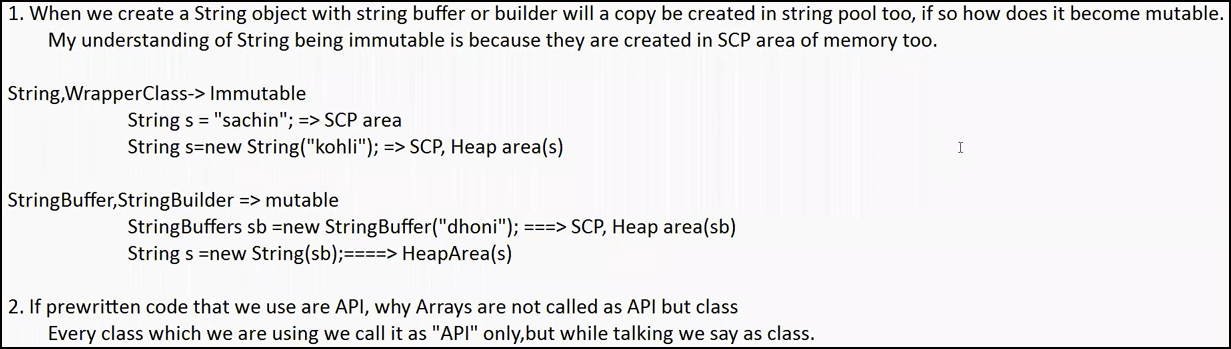 1. When we create a String object with string buffer or builder will a copy be created in string pool too, if so how does it become mutable.
My understanding of String being immutable is because they are created in SCP area of memory too.
String,WrapperClass-> Immutable
String s = "sachin"; => SCP area
String s=new String("kohli"); => SCP, Heap area(s)
StringBuffer,StringBuilder => mutable
StringBuffers sb =new StringBuffer("dhoni"); ===> SCP, Heap area(sb)
String s =new String(sb);====> HeapArea(s)
2. If prewritten code that we use are API, why Arrays are not called as API but class
Every class which we are using we call it as "API" only,but while talking we say as class.